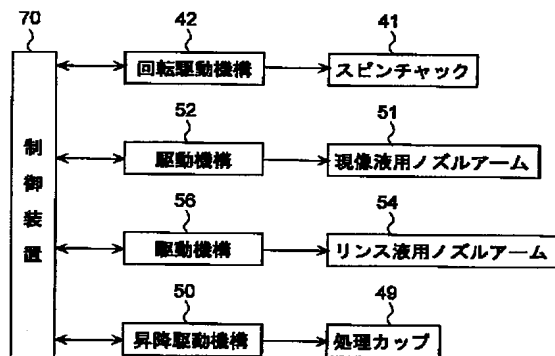 70
42
41
回転駆動機構
スピンチャック
52
51
駆動機構
現像液用ノズルアーム
制御装置
56
54
駆動機構
リンス液用ノズルアーム
50
49
昇降駆動機構
処理カップ